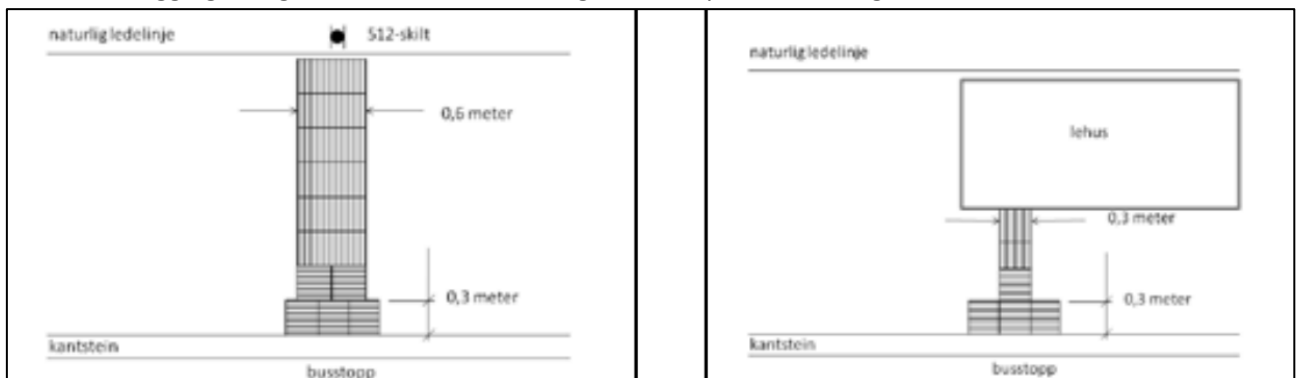 naturlig ledelinje
512-skilt
0,6 meter
0,3 meter
kantstein
busstopp
naturlig ledelinje
lehus
0,3 meter
0,3 meter
kantstein
busstopp